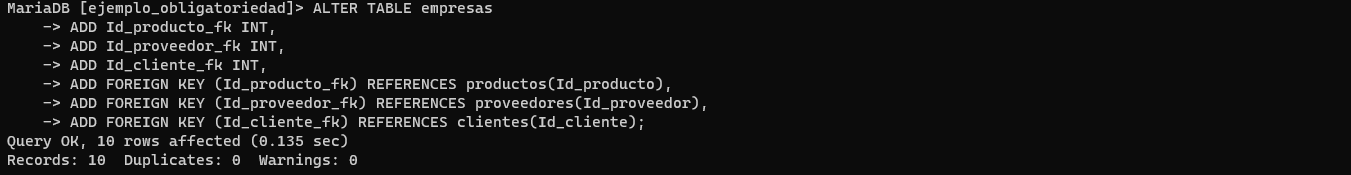 MariaDB [ejemplo_obligatoriedad]> ALTER TABLE empresas
    -> ADD Id_producto_fk INT,
    -> ADD Id_proveedor_fk INT,
    -> ADD Id_cliente_fk INT,
    -> ADD FOREIGN KEY (Id_producto_fk) REFERENCES productos(Id_producto),
    -> ADD FOREIGN KEY (Id_proveedor_fk) REFERENCES proveedores(Id_proveedor),
    -> ADD FOREIGN KEY (Id_cliente_fk) REFERENCES clientes(Id_cliente);
Query OK, 10 rows affected (0.135 sec)
Records: 10  Duplicates: 0  Warnings: 0